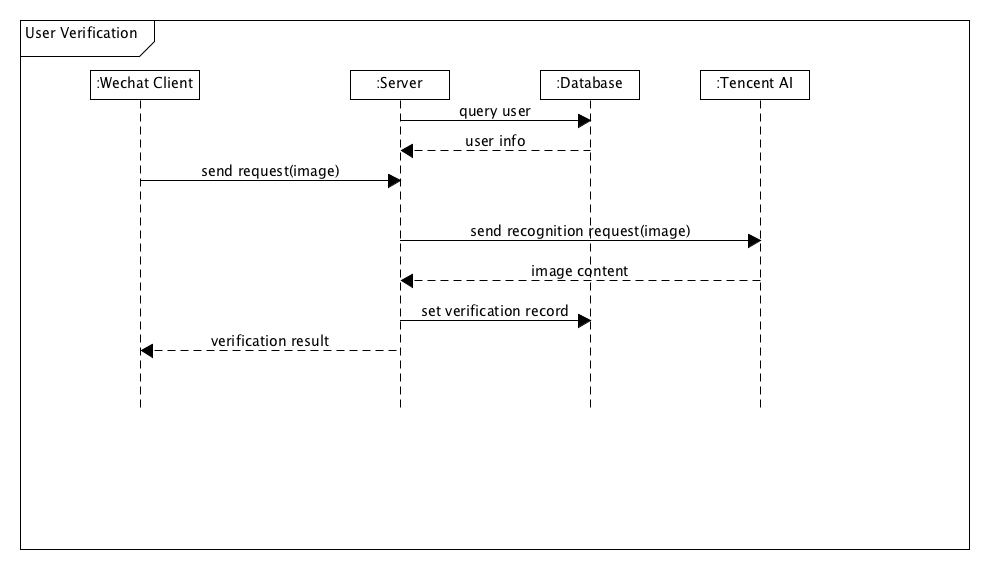 User Verification
:Wechat Client
:Server
:Database
:Tencent AI
query user
user info
send request(image)
send recognition request(image)
image content
set verification record
verification result